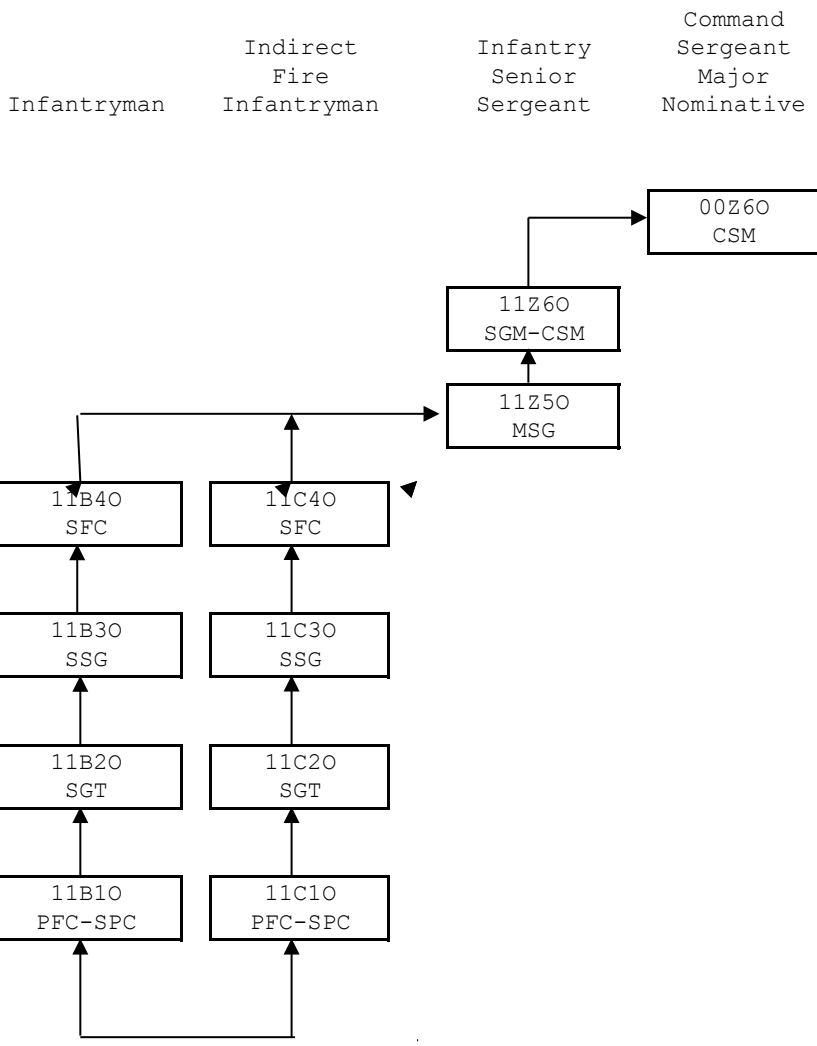 Infantryman
Indirect
Fire
Infantryman
Infantry
Senior
Sergeant
Command
Sergeant
Major
Nominative
00Z6O
CSM
11Z6O
SGM-CSM
11Z5O
MSG
11B4O
SFC
11C4O
SFC
11B3O
SSG
11C3O
SSG
11B2O
SGT
11C2O
SGT
11B1O
PFC-SPC
11C1O
PFC-SPC